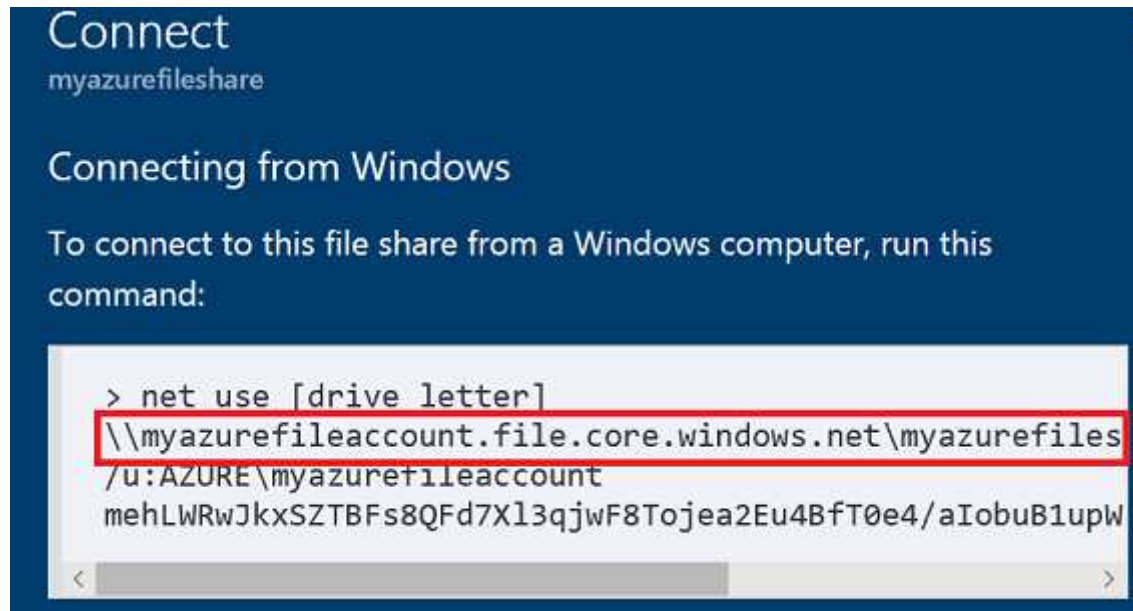 Connect
myazurefileshare
Connecting from Windows
To connect to this file share from a Windows computer, run this
command:
> net use [drive letter]
\\myazurefileaccount.file.core.windows.net\myazurefiles
/u:AZURE\myazurefileaccount
mehLWRwJkxSZTBFs8QFd7Xl3qjwF8Tojea2Eu4BfT0e4/aIobuB1upW